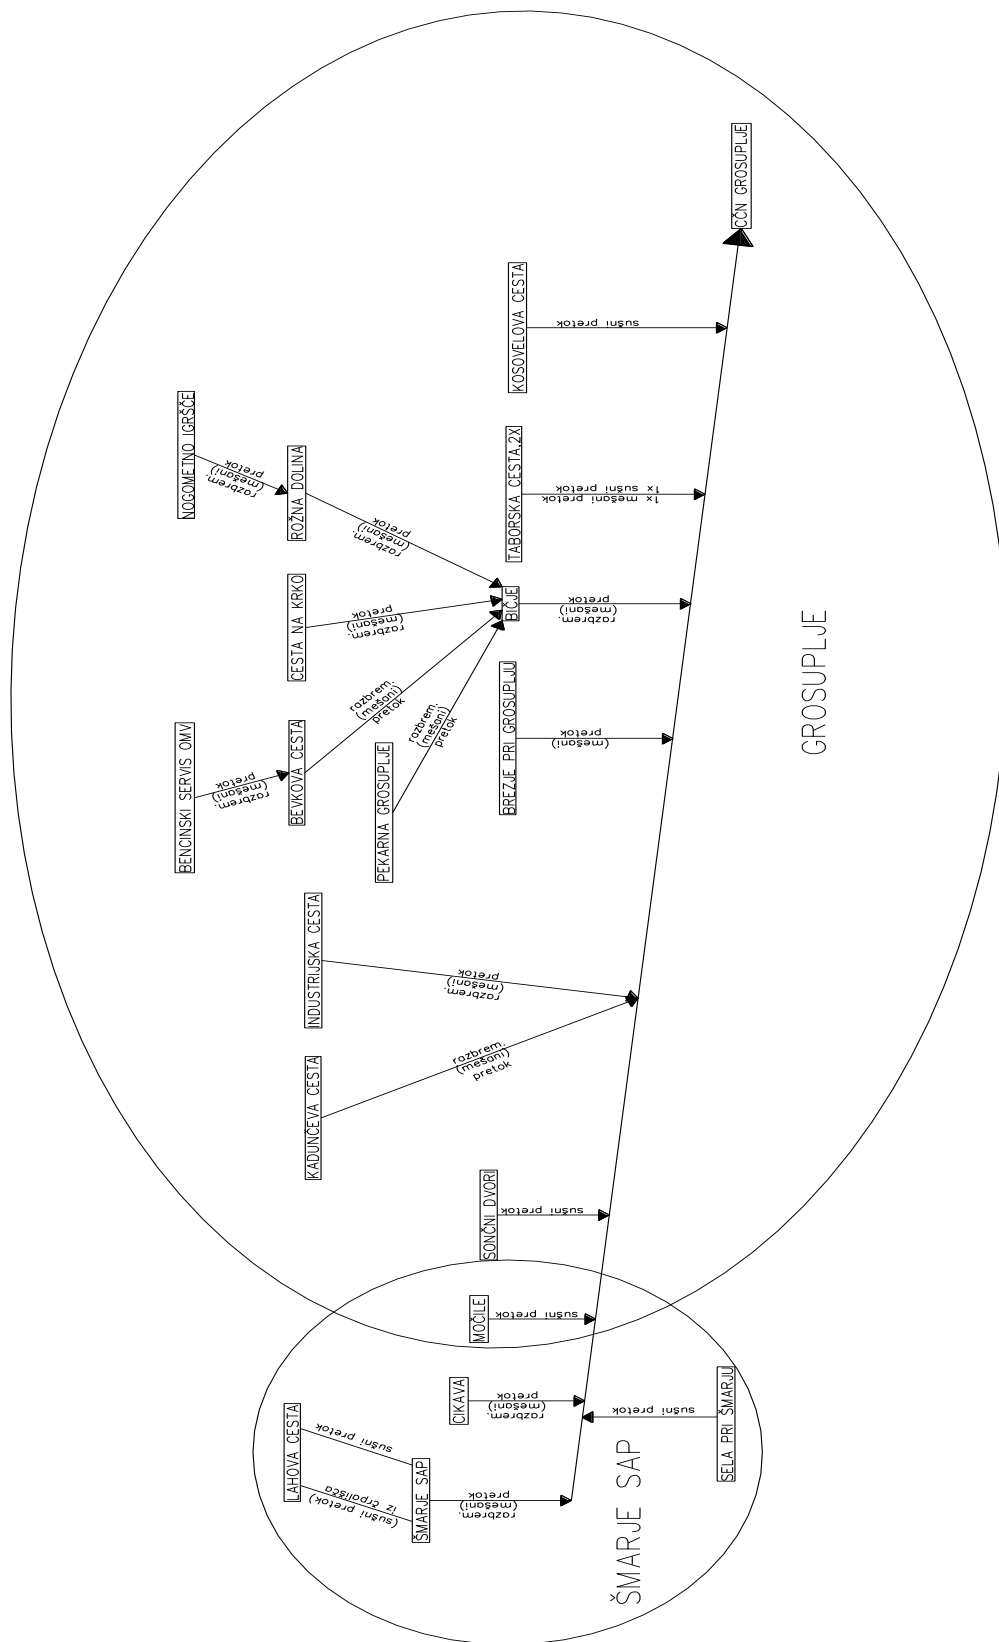 NOGOMETNO IGRŠČE
razbrem.
(mešani)
pretok
ROŽNA DOLINA
razbrem.
(mešani)
pretok
CESTA NA KRKO
razbrem.
(mešani)
pretok
BENCINSKI SERVIS OMV
razbrem.
(mešani)
pretok
BEVKOVA CESTA
razbrem.
(mešani)
pretok
PEKARNA GROSUPLJE
razbrem.
(mešani)
pretok
BIČJE
razbrem.
(mešani)
pretok
ČČN GROSUPLJE
KOSOVELOVA CESTA
sušni pretok
TABORSKA CESTA,2X
1x mešani pretok
1x sušni pretok
BREZJE PRI GROSUPLJU
(mešani)
pretok
INDUSTRIJSKA CESTA
razbrem.
(mešani)
pretok
KADUNČEVA CESTA
razbrem.
(mešani)
pretok
SONČNI DVORI
sušni pretok
GROSUPLJE
MOČILE
sušni pretok
CIKAVA
razbrem.
(mešani)
pretok
LAHOVA CESTA
sušni pretok
(sušni pretok)
iz črpališča
ŠMARJE SAP
razbrem.
(mešani)
pretok
SELA PRI ŠMARJU
sušni pretok
ŠMARJE SAP